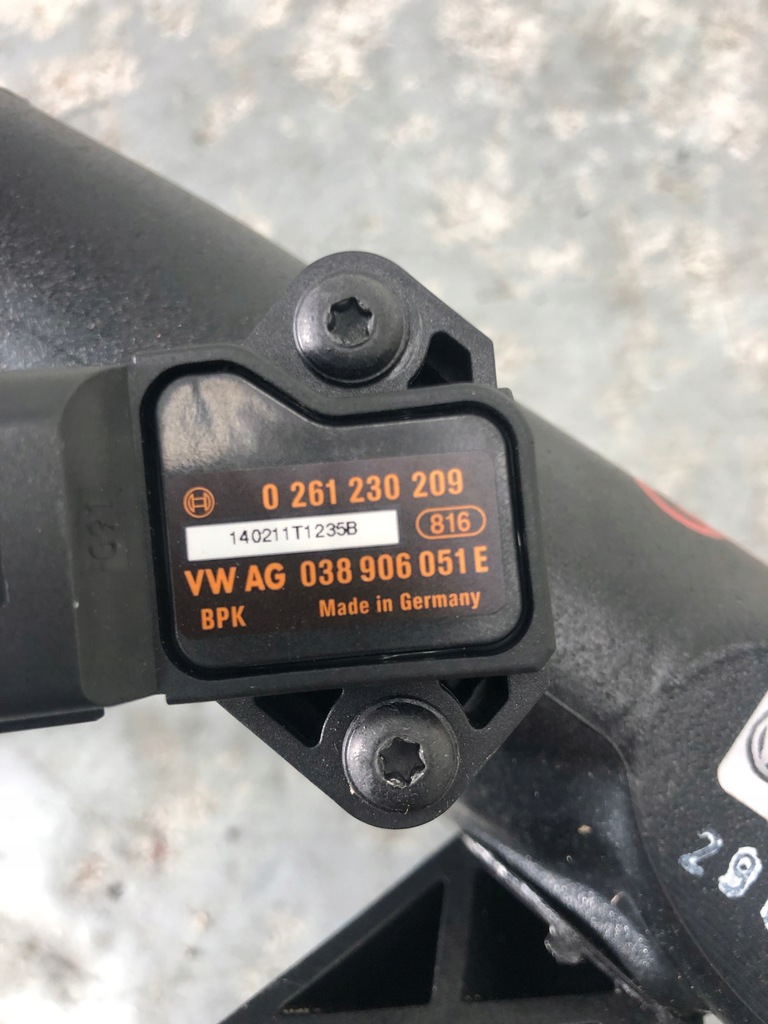 0 261 230 209
140211T1235B 816
VW AG 038 906 051 E
BPK Made in Germany